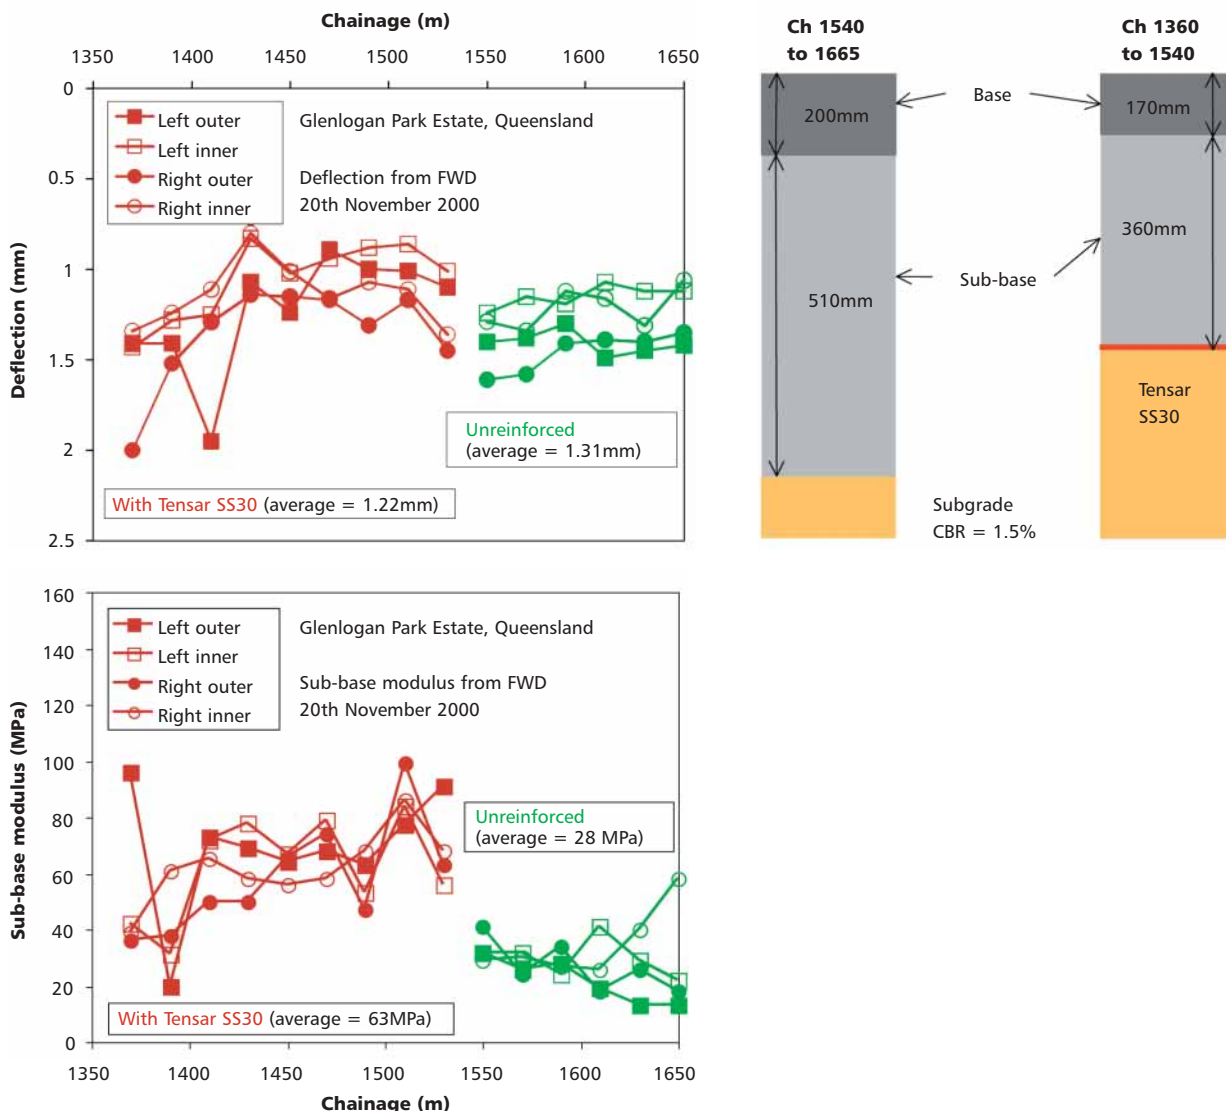 Chainage (m)
1350 1400 1450 1500 1550 1600 1650
0
0.5
1
1.5
2
2.5
Deflection (mm)
Left outer
Left inner
Right outer
Right inner
Glenlogan Park Estate, Queensland
Deflection from FWD
20th November 2000
Unreinforced
(average = 1.31mm)
With Tensar SS30 (average = 1.22mm)
Ch 1540
to 1665
Ch 1360
to 1540
200mm
Base
170mm
360mm
Sub-base
510mm
Tensar
SS30
Subgrade
CBR = 1.5%
160
140
120
100
80
60
40
20
0
Sub-base modulus (MPa)
Left outer
Left inner
Right outer
Right inner
Glenlogan Park Estate, Queensland
Sub-base modulus from FWD
20th November 2000
Unreinforced
(average = 28 MPa)
With Tensar SS30 (average = 63MPa)
1350 1400 1450 1500 1550 1600 1650
Chainage (m)